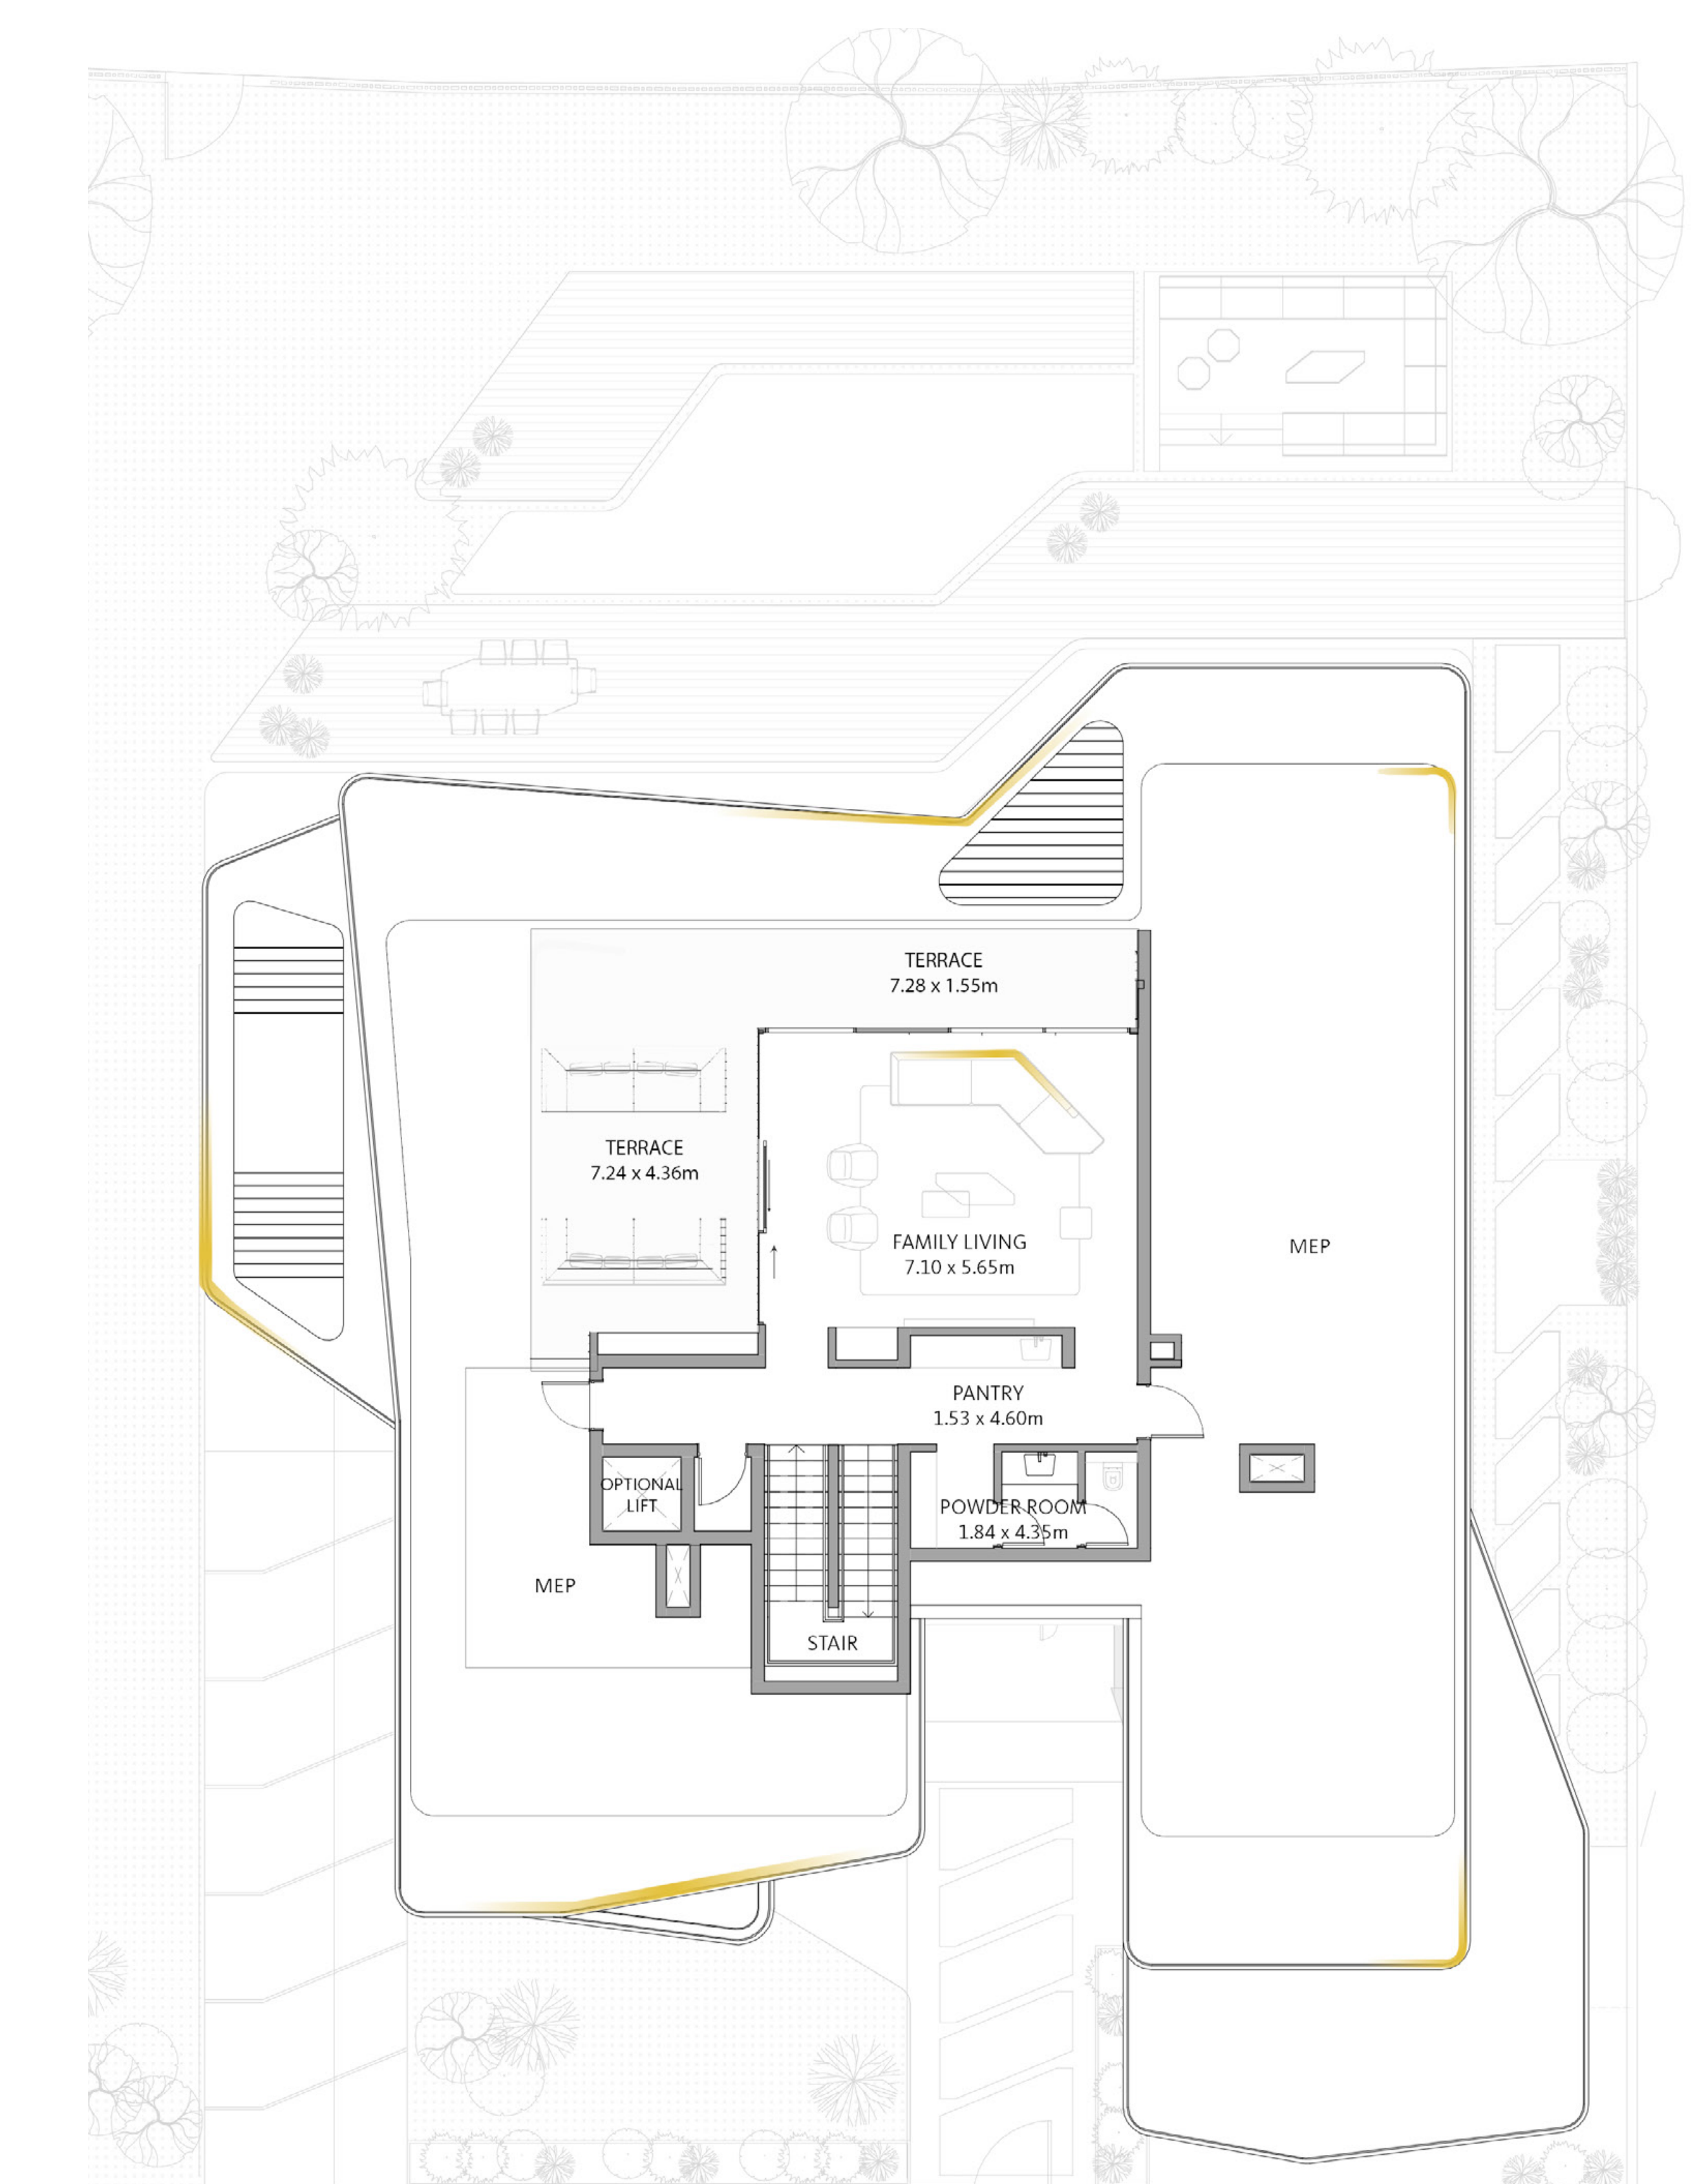 TERRACE
7.28 x 1.55m
TERRACE
7.24 x 4.36m
FAMILY LIVING
7.10 x 5.65m
MEP
PANTRY
1.53 x 4.60m
OPTIONAL
LIFT
POWDER ROOM
1.84 x 4.35m
MEP
STAIR